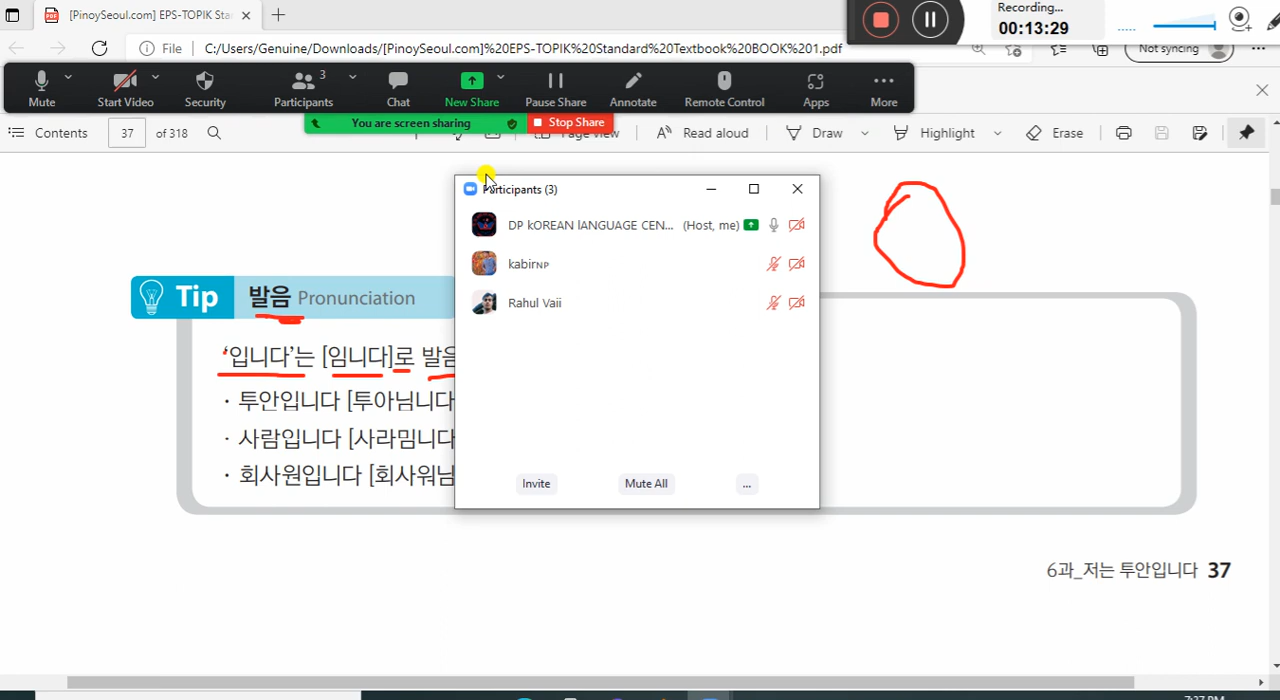 [PinoySeoul.com] EPS-TOPIK Sta
Recording...
00:13:29
File
C:/Users/Genuine/Downloads/[PinoySeoul.com]%20EPS-TOPIK%20Standard%20Textbook%20BOOK%201.pdf
Not syncing
3
Mute
Start Video
Security
Participants
Chat
New Share
Pause Share
Annotate
Remote Control
Apps
More
You are screen sharing
Stop Share
Contents
37
of 318
Page view
Read aloud
Draw
Highlight
Erase
Participants (3)
DP kOREAN lANGUAGE CEN... (Host, me)
kabirNP
Rahul Vaii
Invite
Mute All
...
Tip 발음 Pronunciation
‘입니다’는 [임니다]로 발음
· 투안입니다 [투아님니다
· 사람입니다 [사라밈니다
· 회사원입니다 [회사워님
6과_저는 투안입니다 37